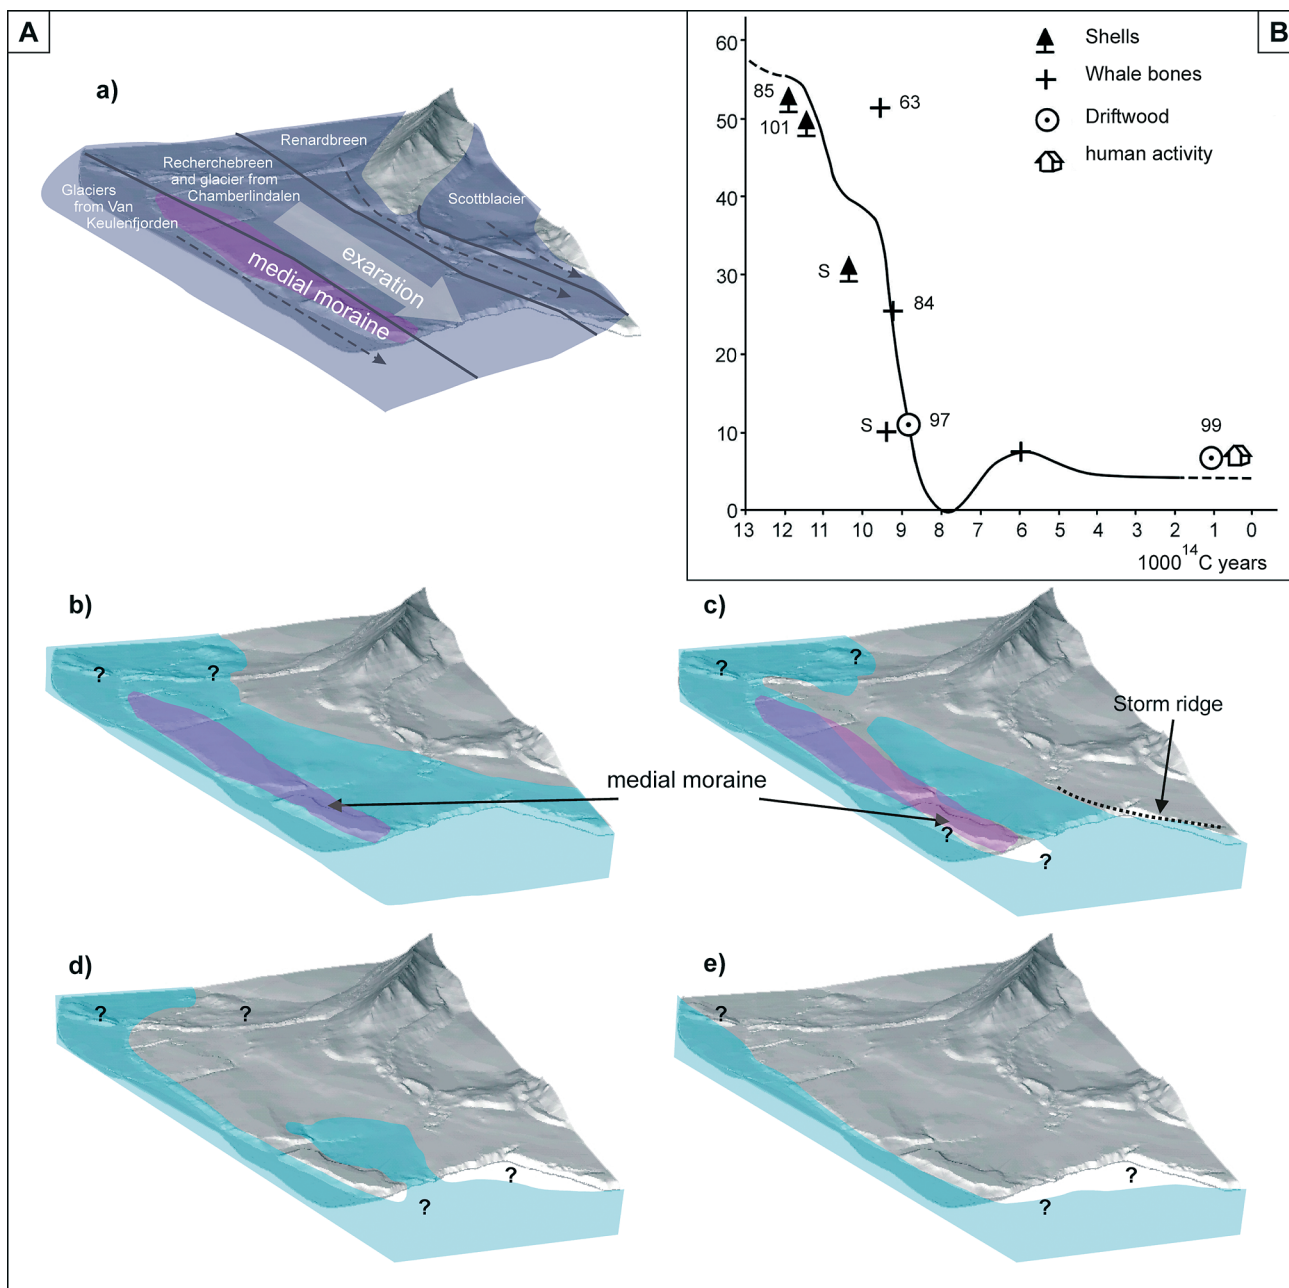 A
a)
Renardbreen
Recherchebreen
and glacier from
Chamberlindalen
Glaciers
from Van
Keulenfjorden
Scottblacier
exaration
medial moraine
B
Shells
Whale bones
Driftwood
human activity
60
50
40
30
20
10
0
85
101
63
S
84
S
97
99
13 12 11 10 9 8 7 6 5 4 3 2 1 0
1000 ¹⁴C years
b)
? ?
c)
? ?
Storm ridge
medial moraine
?
?
d)
? ?
?
?
e)
?
?
?